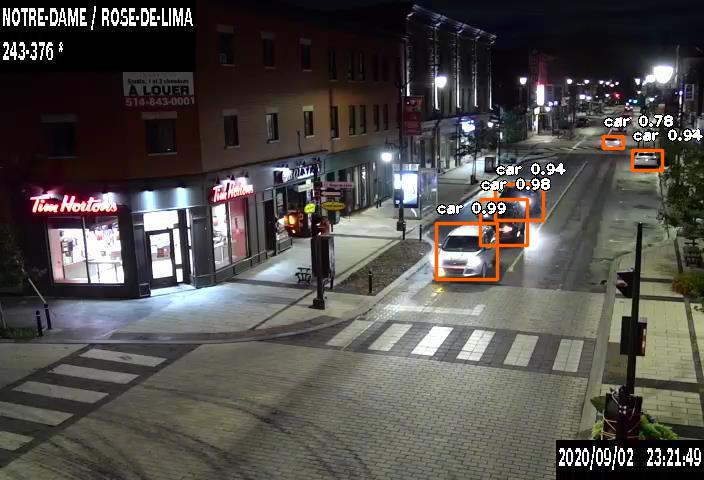 NOTRE-DAME / ROSE-DE-LIMA
243-376 *
À LOUER
514-843-0001
Tim Hortons
Tim Hortons
car 0.78
car 0.94
car 0.94
car 0.98
car 0.99
2020/09/02 23:21:49